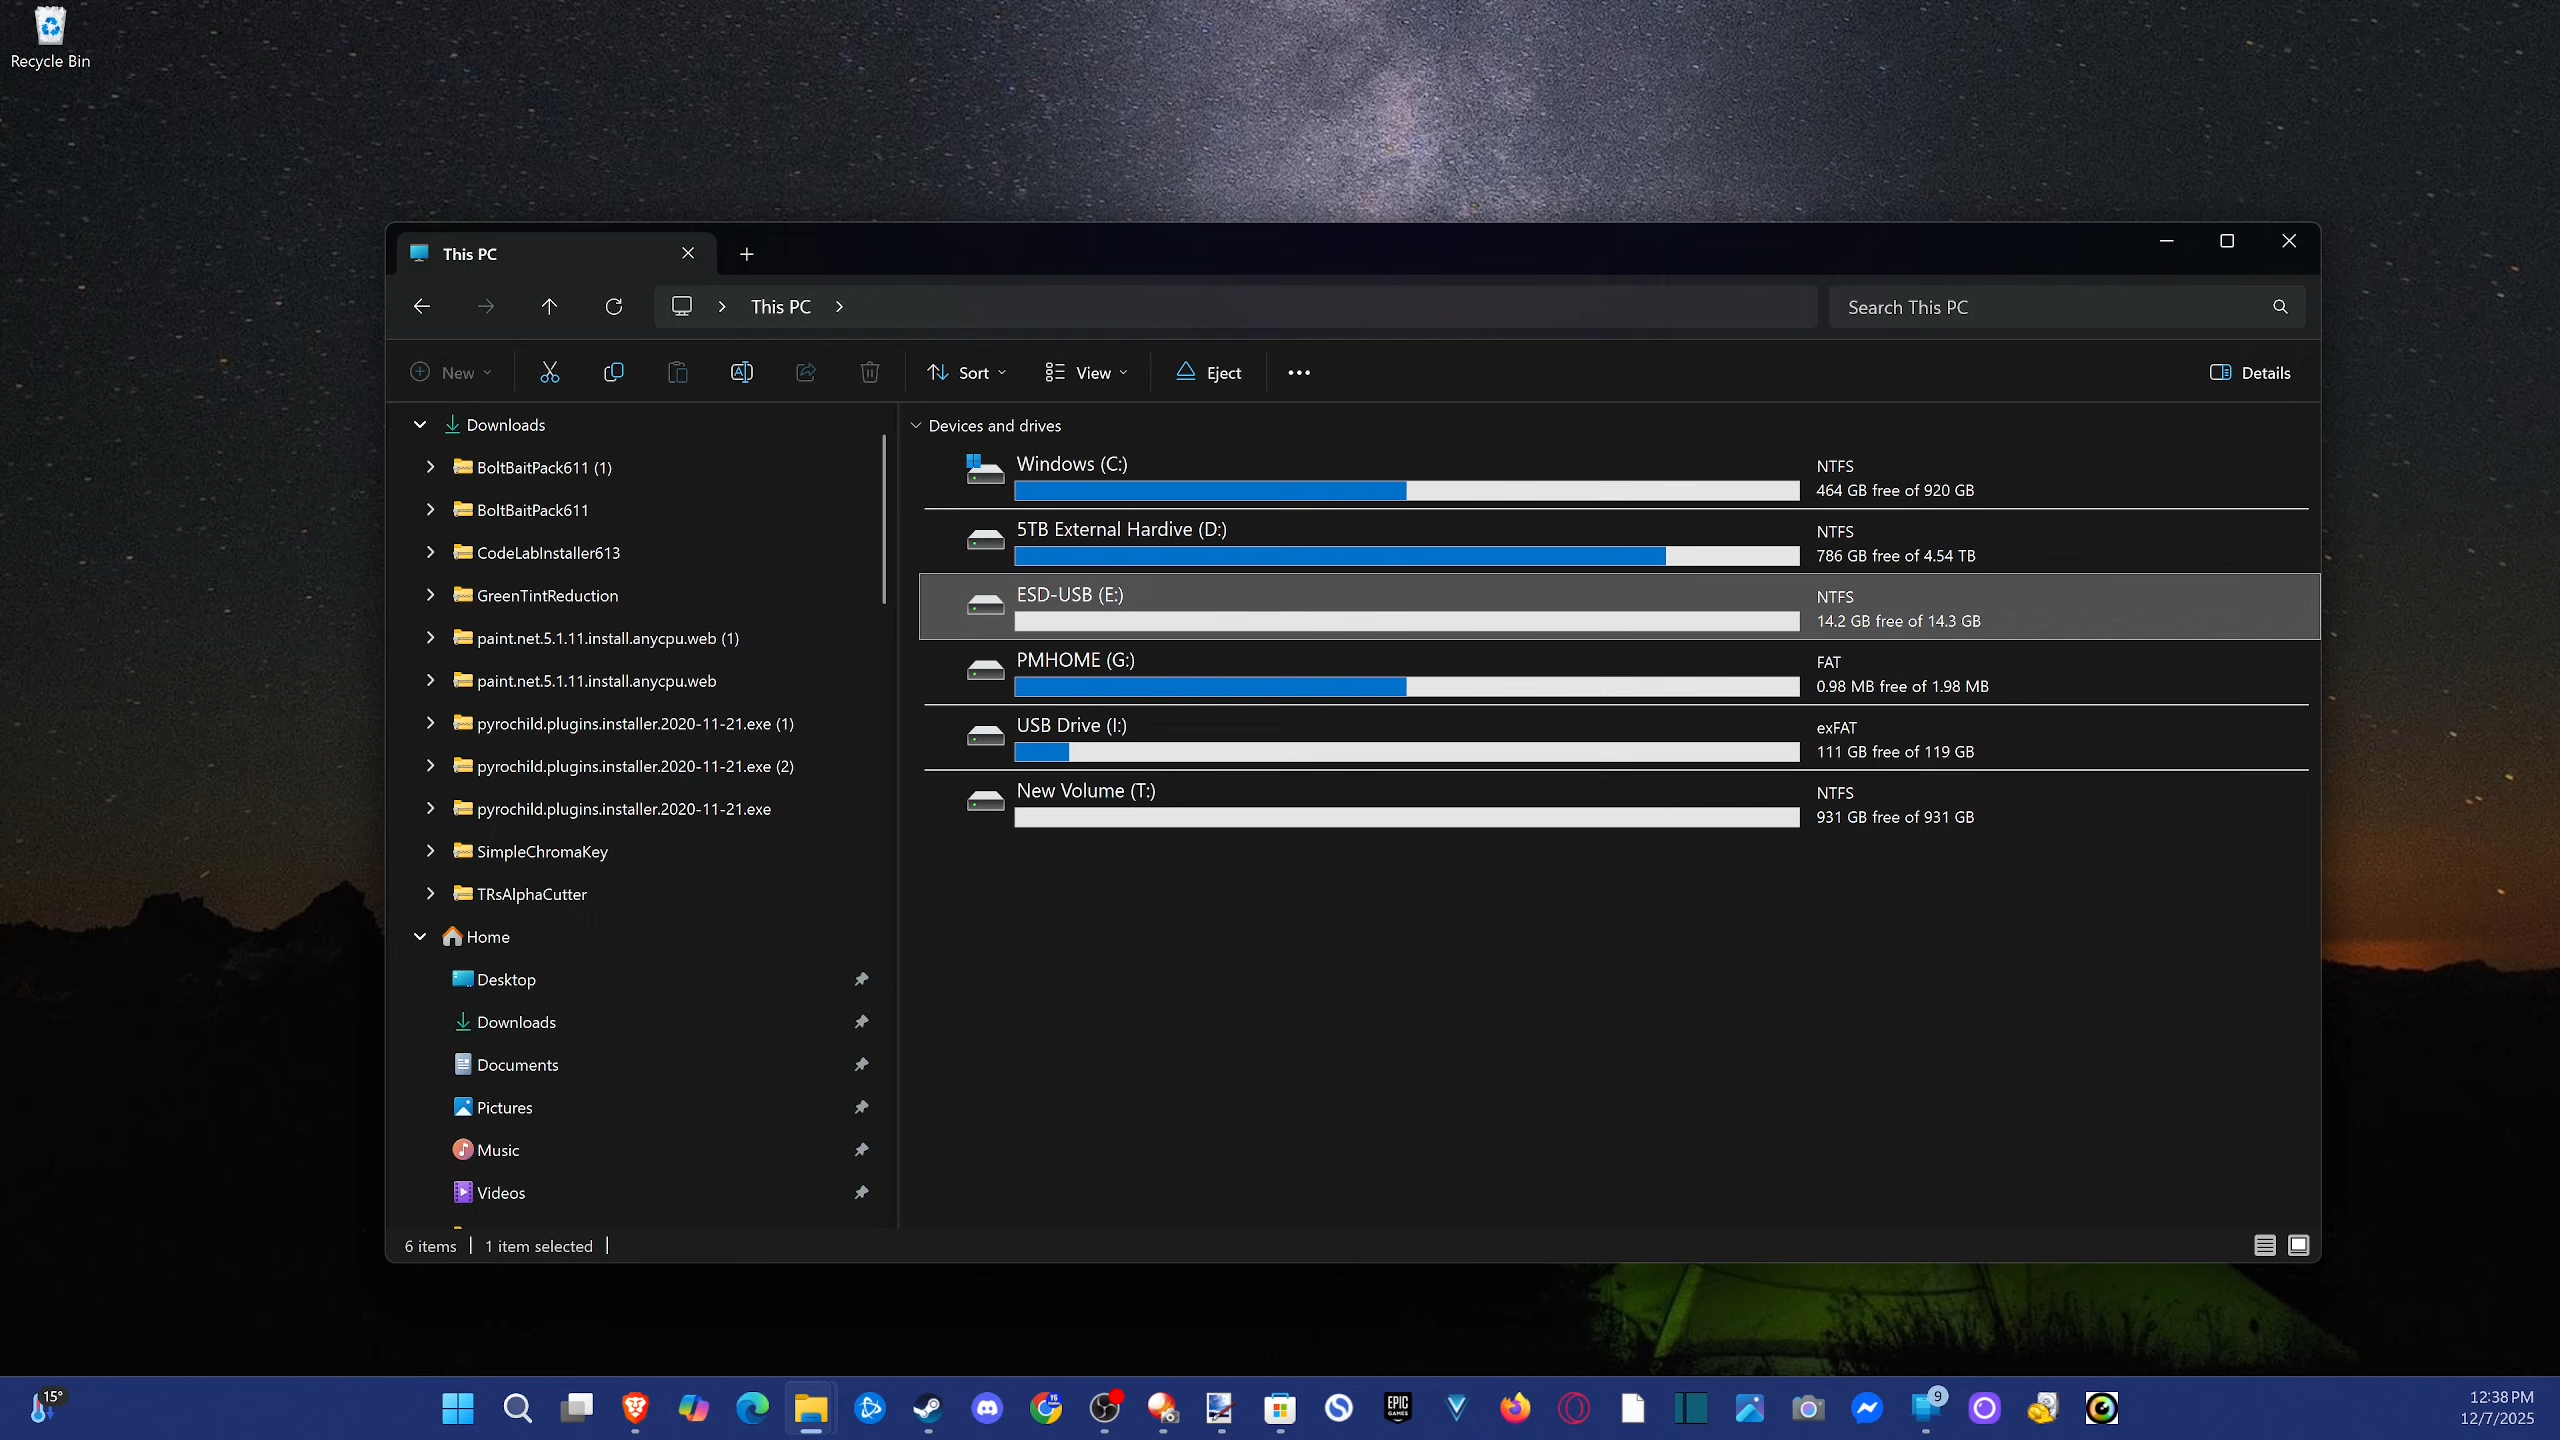 Recycle Bin
This PC
This PC
Search This PC
New
Sort
View
Eject
Details
Downloads
BoltBaitPack611 (1)
BoltBaitPack611
CodeLabInstaller613
GreenTintReduction
paint.net.5.1.11.install.anycpu.web (1)
paint.net.5.1.11.install.anycpu.web
pyrochild.plugins.installer.2020-11-21.exe (1)
pyrochild.plugins.installer.2020-11-21.exe (2)
pyrochild.plugins.installer.2020-11-21.exe
SimpleChromaKey
TRsAlphaCutter
Home
Desktop
Downloads
Documents
Pictures
Music
Videos
Devices and drives
Windows (C:)
NTFS
464 GB free of 920 GB
5TB External Hardive (D:)
NTFS
786 GB free of 4.54 TB
ESD-USB (E:)
NTFS
14.2 GB free of 14.3 GB
PMHOME (G:)
FAT
0.98 MB free of 1.98 MB
USB Drive (I:)
exFAT
111 GB free of 119 GB
New Volume (T:)
NTFS
931 GB free of 931 GB
6 items
1 item selected
15°
EPIC
GAMES
9
12:38 PM
12/7/2025